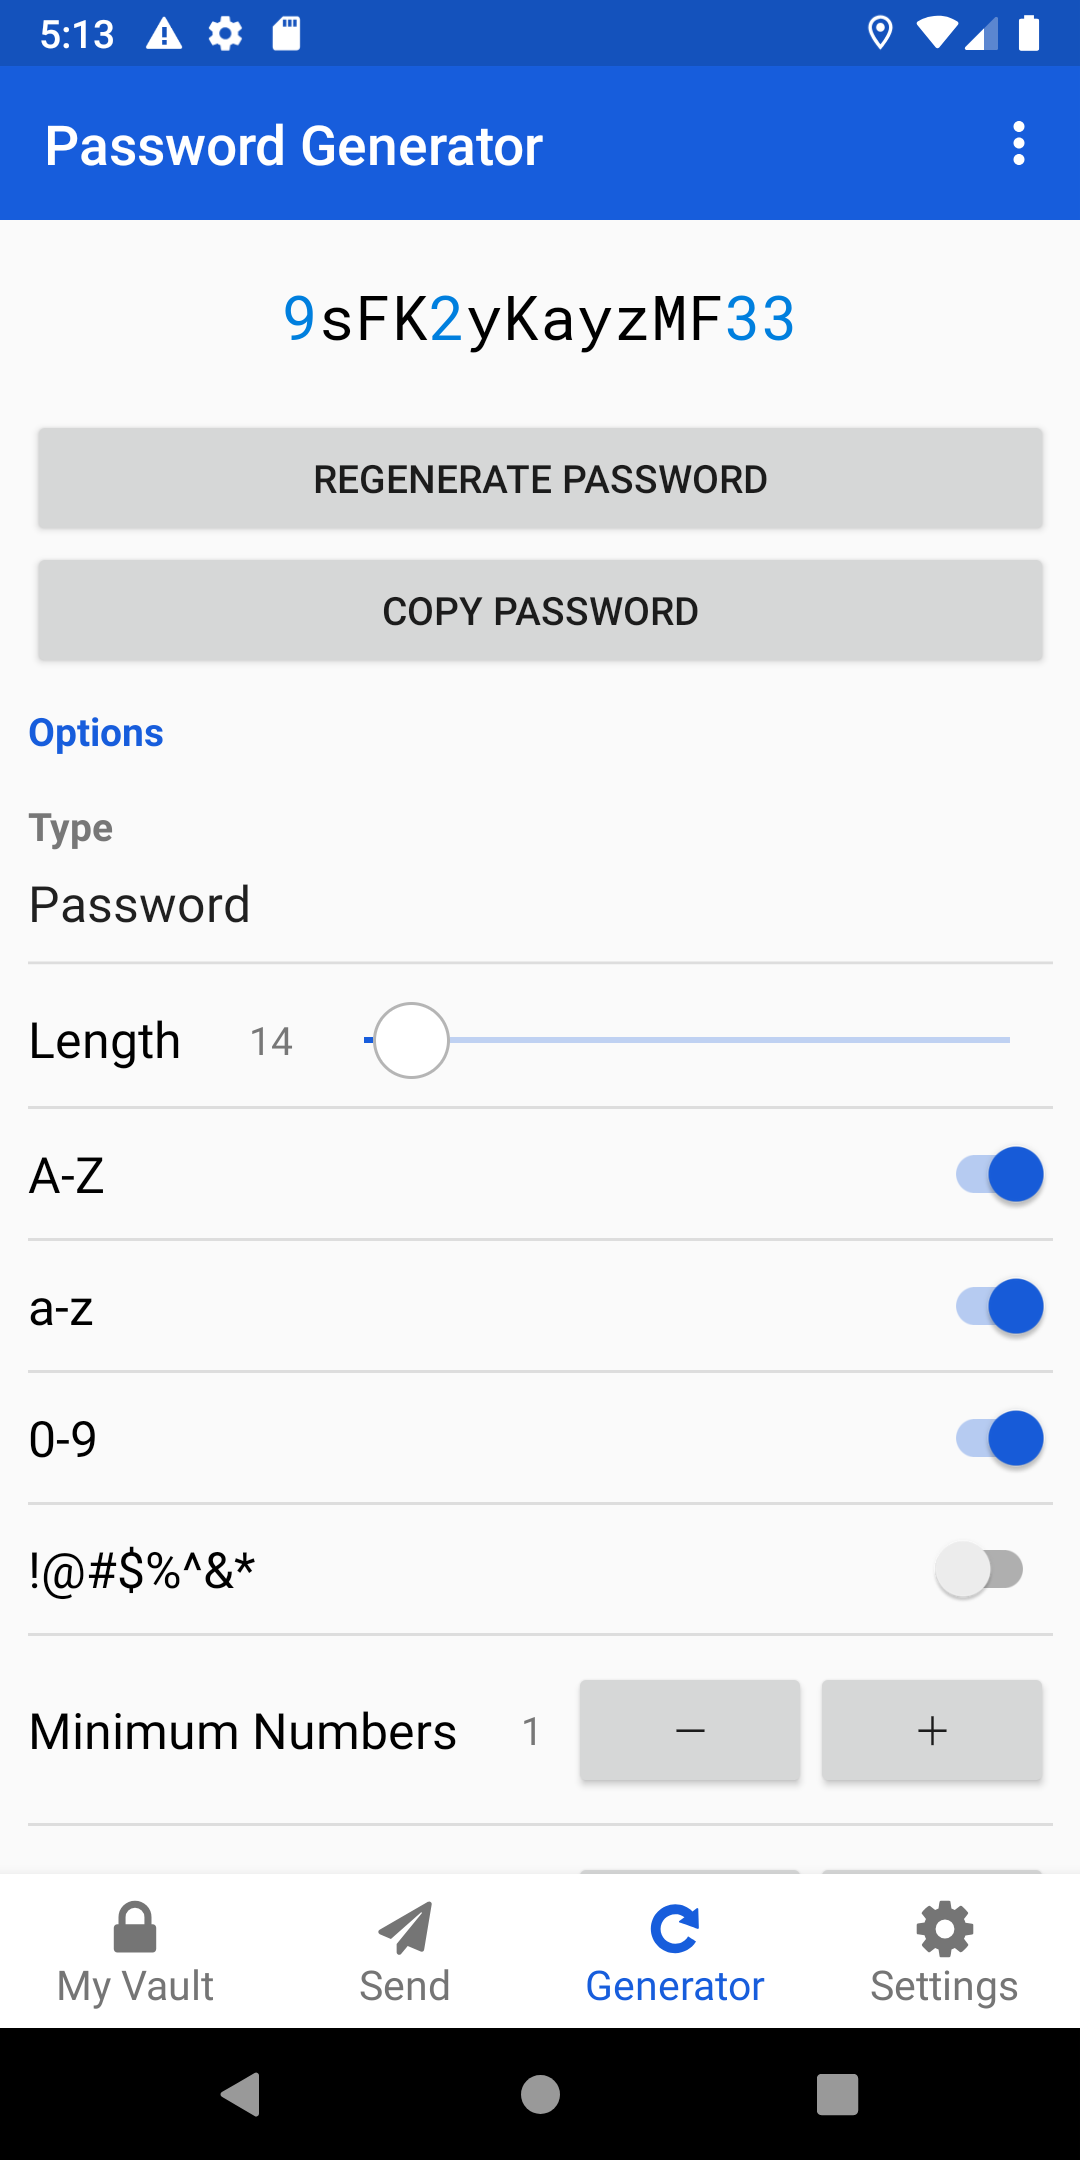 5:13
Password Generator
9sFK2yKayzMF33
REGENERATE PASSWORD
COPY PASSWORD
Options
Type
Password
Length 14
A-Z
a-z
0-9
!@#$%^&*
Minimum Numbers 1 − +
My Vault Send Generator Settings